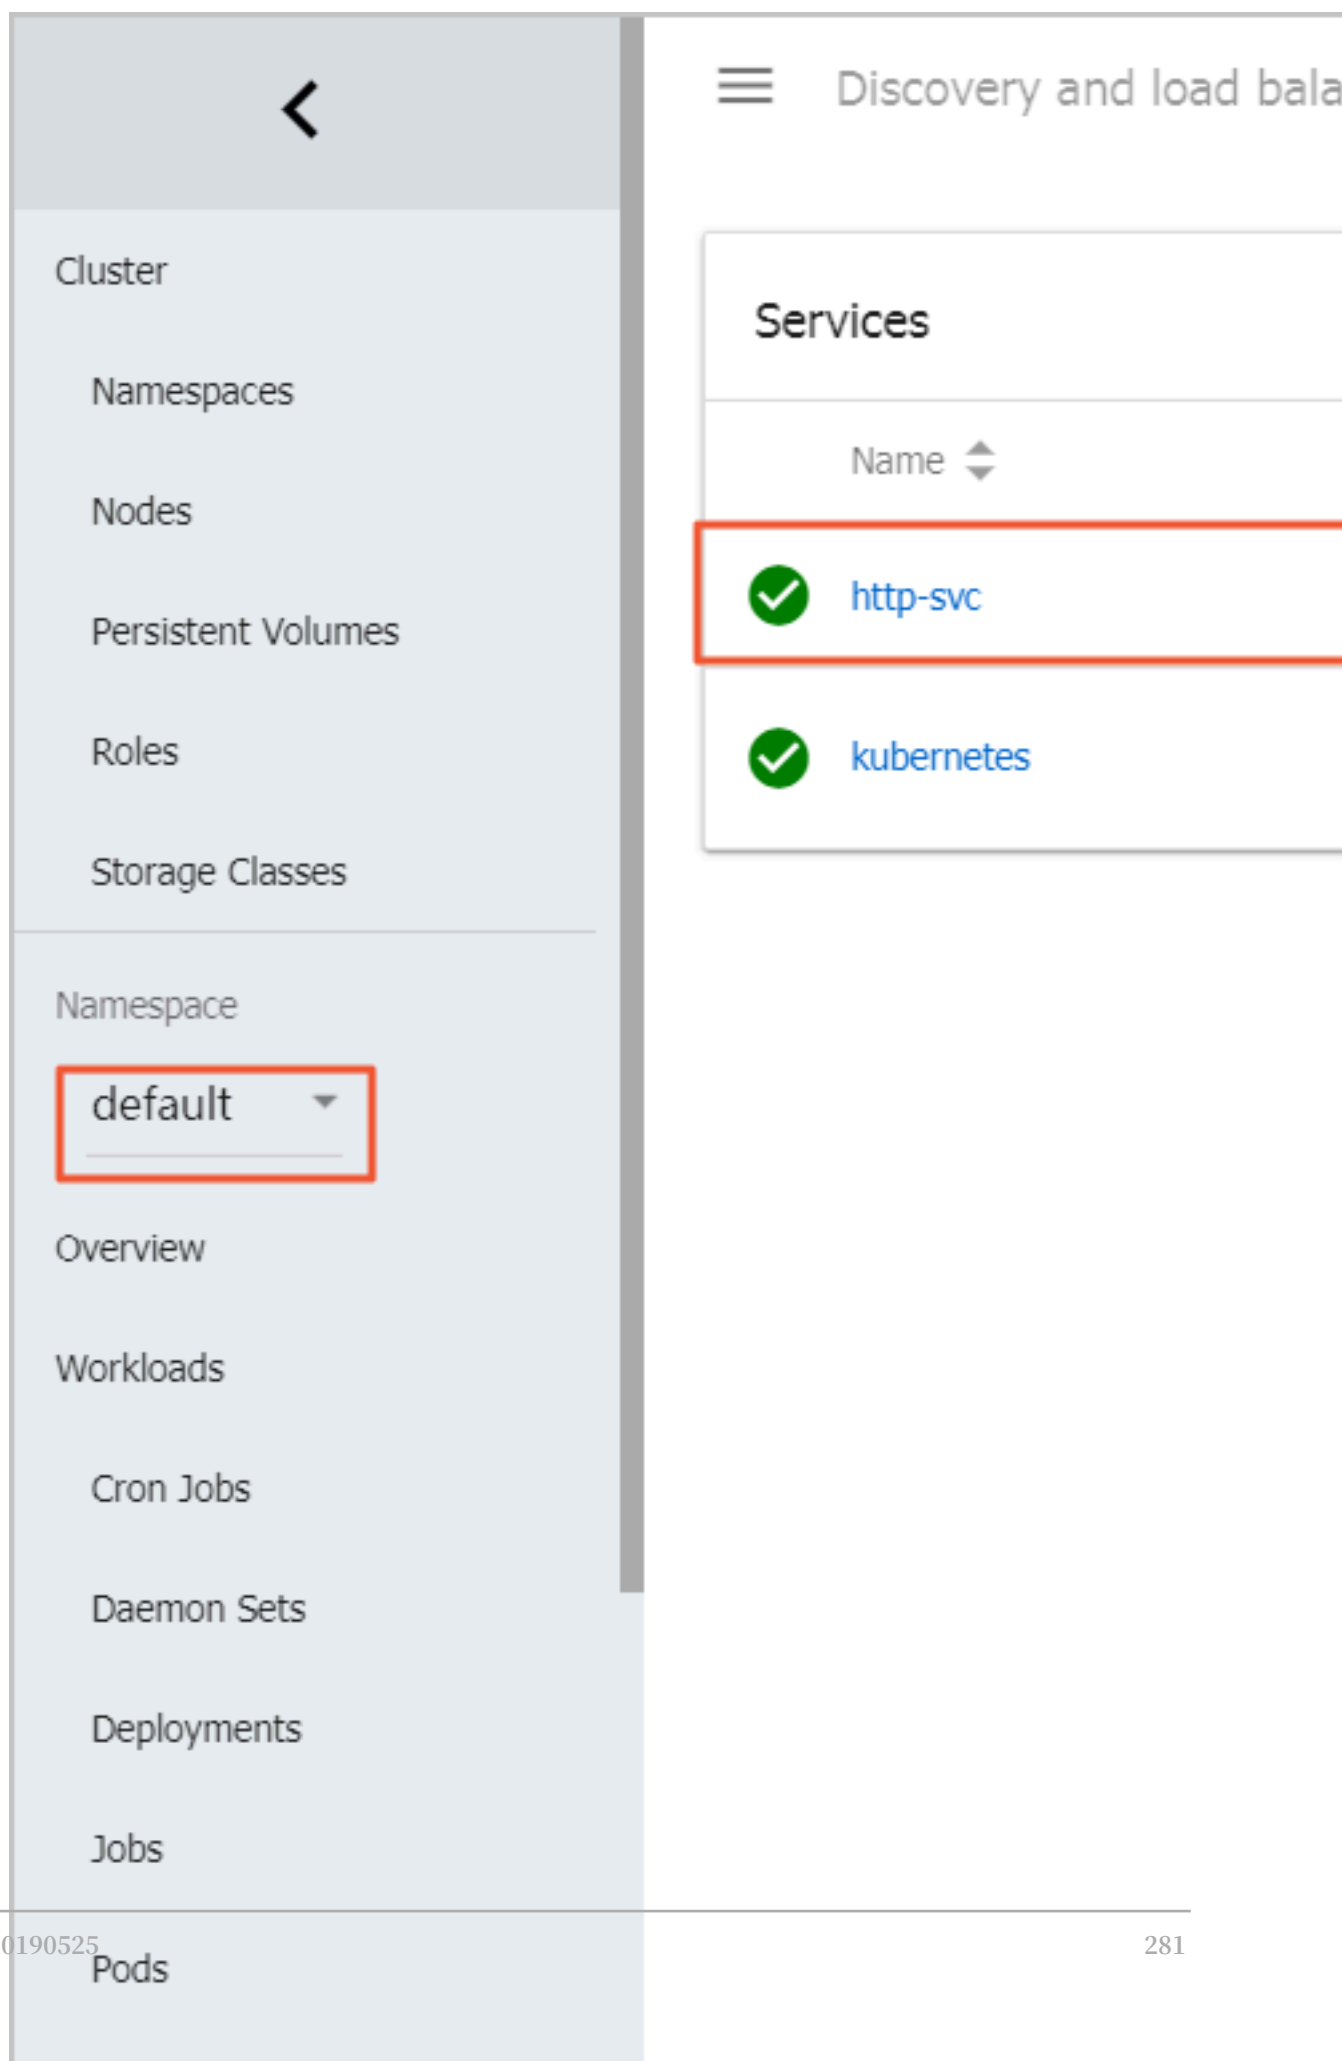 Discovery and load bala
Cluster
Namespaces
Nodes
Persistent Volumes
Roles
Storage Classes
Namespace
default
Overview
Workloads
Cron Jobs
Daemon Sets
Deployments
Jobs
Pods
Services
Name
http-svc
kubernetes
0190525
281